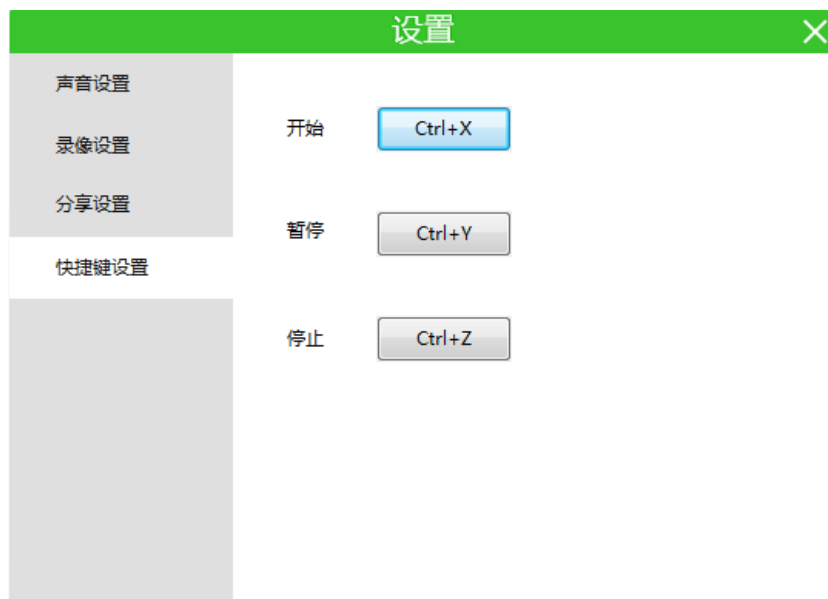 设置
声音设置
录像设置
分享设置
快捷键设置
开始 Ctrl+X
暂停 Ctrl+Y
停止 Ctrl+Z